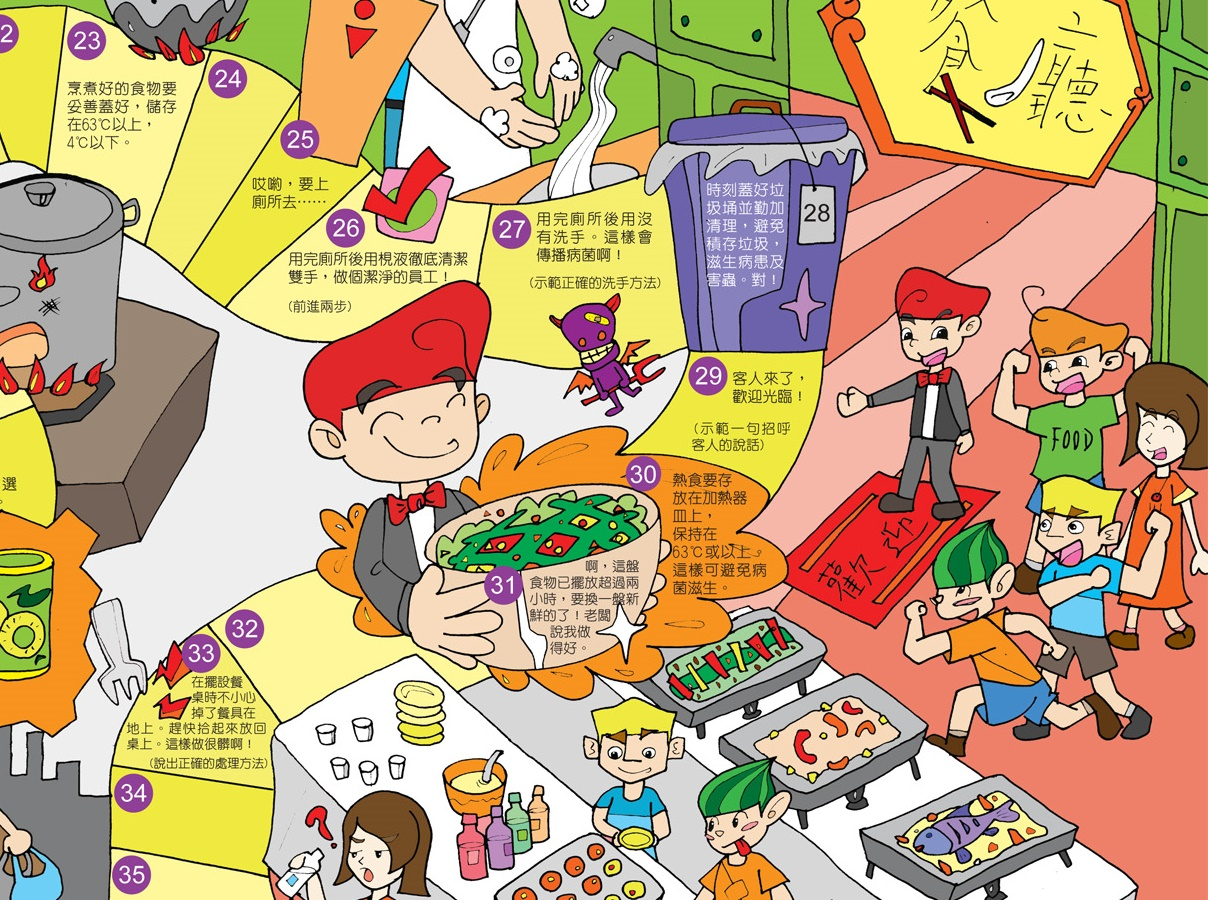 23
烹煮好的食物要
妥善蓋好，儲存
在63℃以上，
4℃以下。
24
25
哎喲，要上
廁所去……
26
用完廁所後用梘液徹底清潔
雙手，做個潔淨的員工！
(前進兩步)
27
用完廁所後用沒
有洗手。這樣會
傳播病菌啊！
(示範正確的洗手方法)
28
時刻蓋好垃
圾埇並勤加
清理，避免
積存垃圾，
滋生病患及
害蟲。對！
29
客人來了，
歡迎光臨！
(示範一句招呼
客人的說話)
30
熱食要存
放在加熱器
皿上，
保持在
63℃或以上。
這樣可避免病
菌滋生。
31
啊，這盤
食物已擺放超過兩
小時，要換一盤新
鮮的了！老闆
說我做
得好。
32
33
在擺設餐
桌時不小心
掉了餐具在
地上。趕快拾起來放回
桌上。這樣做很髒啊！
(說出正確的處理方法)
34
35
2
選
。
FOOD